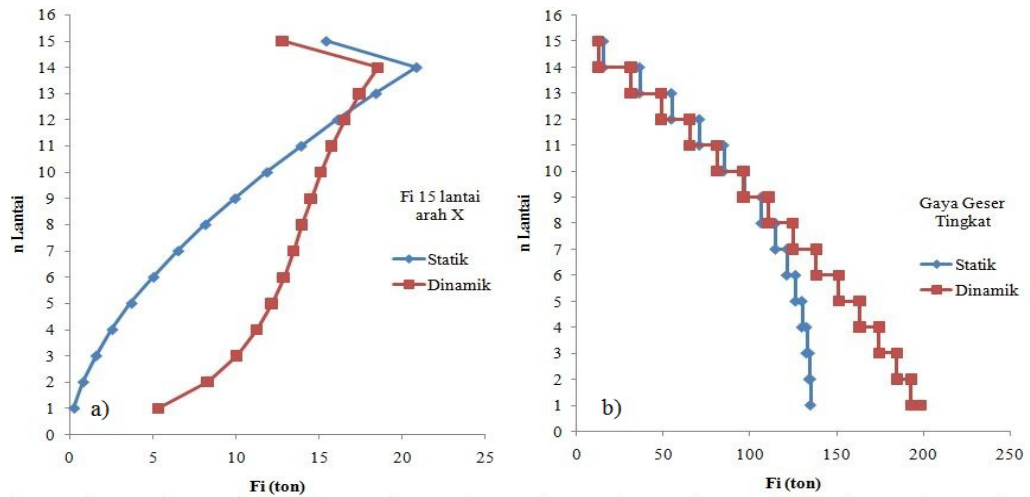 16
15
14
13
12
11
10
9
8
7
6
5
4
3
2
1
0
n Lantai
0 5 10 15 20 25
Fi (ton)
a)
Fi 15 lantai
arah X
Statik
Dinamik
16
15
14
13
12
11
10
9
8
7
6
5
4
3
2
1
0
n Lantai
0 50 100 150 200 250
Fi (ton)
b)
Gaya Geser
Tingkat
Statik
Dinamik